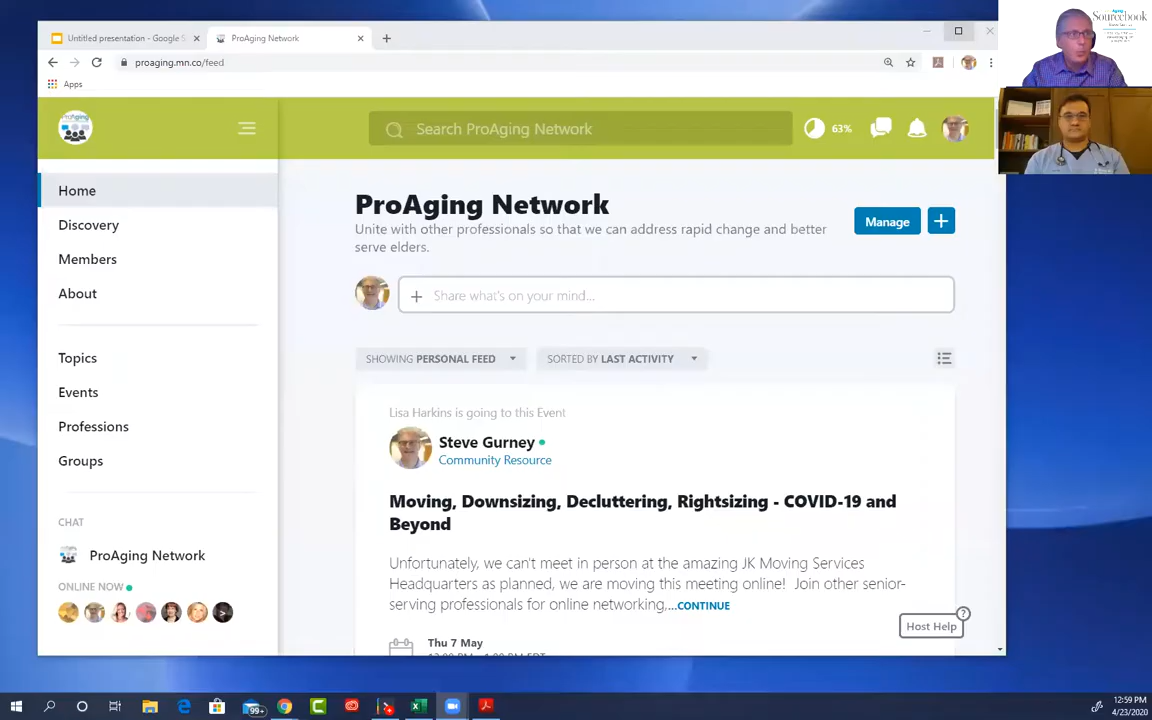 Untitled presentation - Google S
ProAging Network
proaging.mn.co/feed
Apps
Sourcebook
Search ProAging Network
63%
Home
Discovery
Members
About
Topics
Events
Professions
Groups
CHAT
ProAging Network
ONLINE NOW
ProAging Network
Unite with other professionals so that we can address rapid change and better
serve elders.
Manage
Share what's on your mind...
SHOWING PERSONAL FEED
SORTED BY LAST ACTIVITY
Lisa Harkins is going to this Event
Steve Gurney
Community Resource
Moving, Downsizing, Decluttering, Rightsizing - COVID-19 and
Beyond
Unfortunately, we can't meet in person at the amazing JK Moving Services
Headquarters as planned, we are moving this meeting online! Join other senior-
serving professionals for online networking,...CONTINUE
Thu 7 May
Host Help
?
99+
12:59 PM
4/23/2020